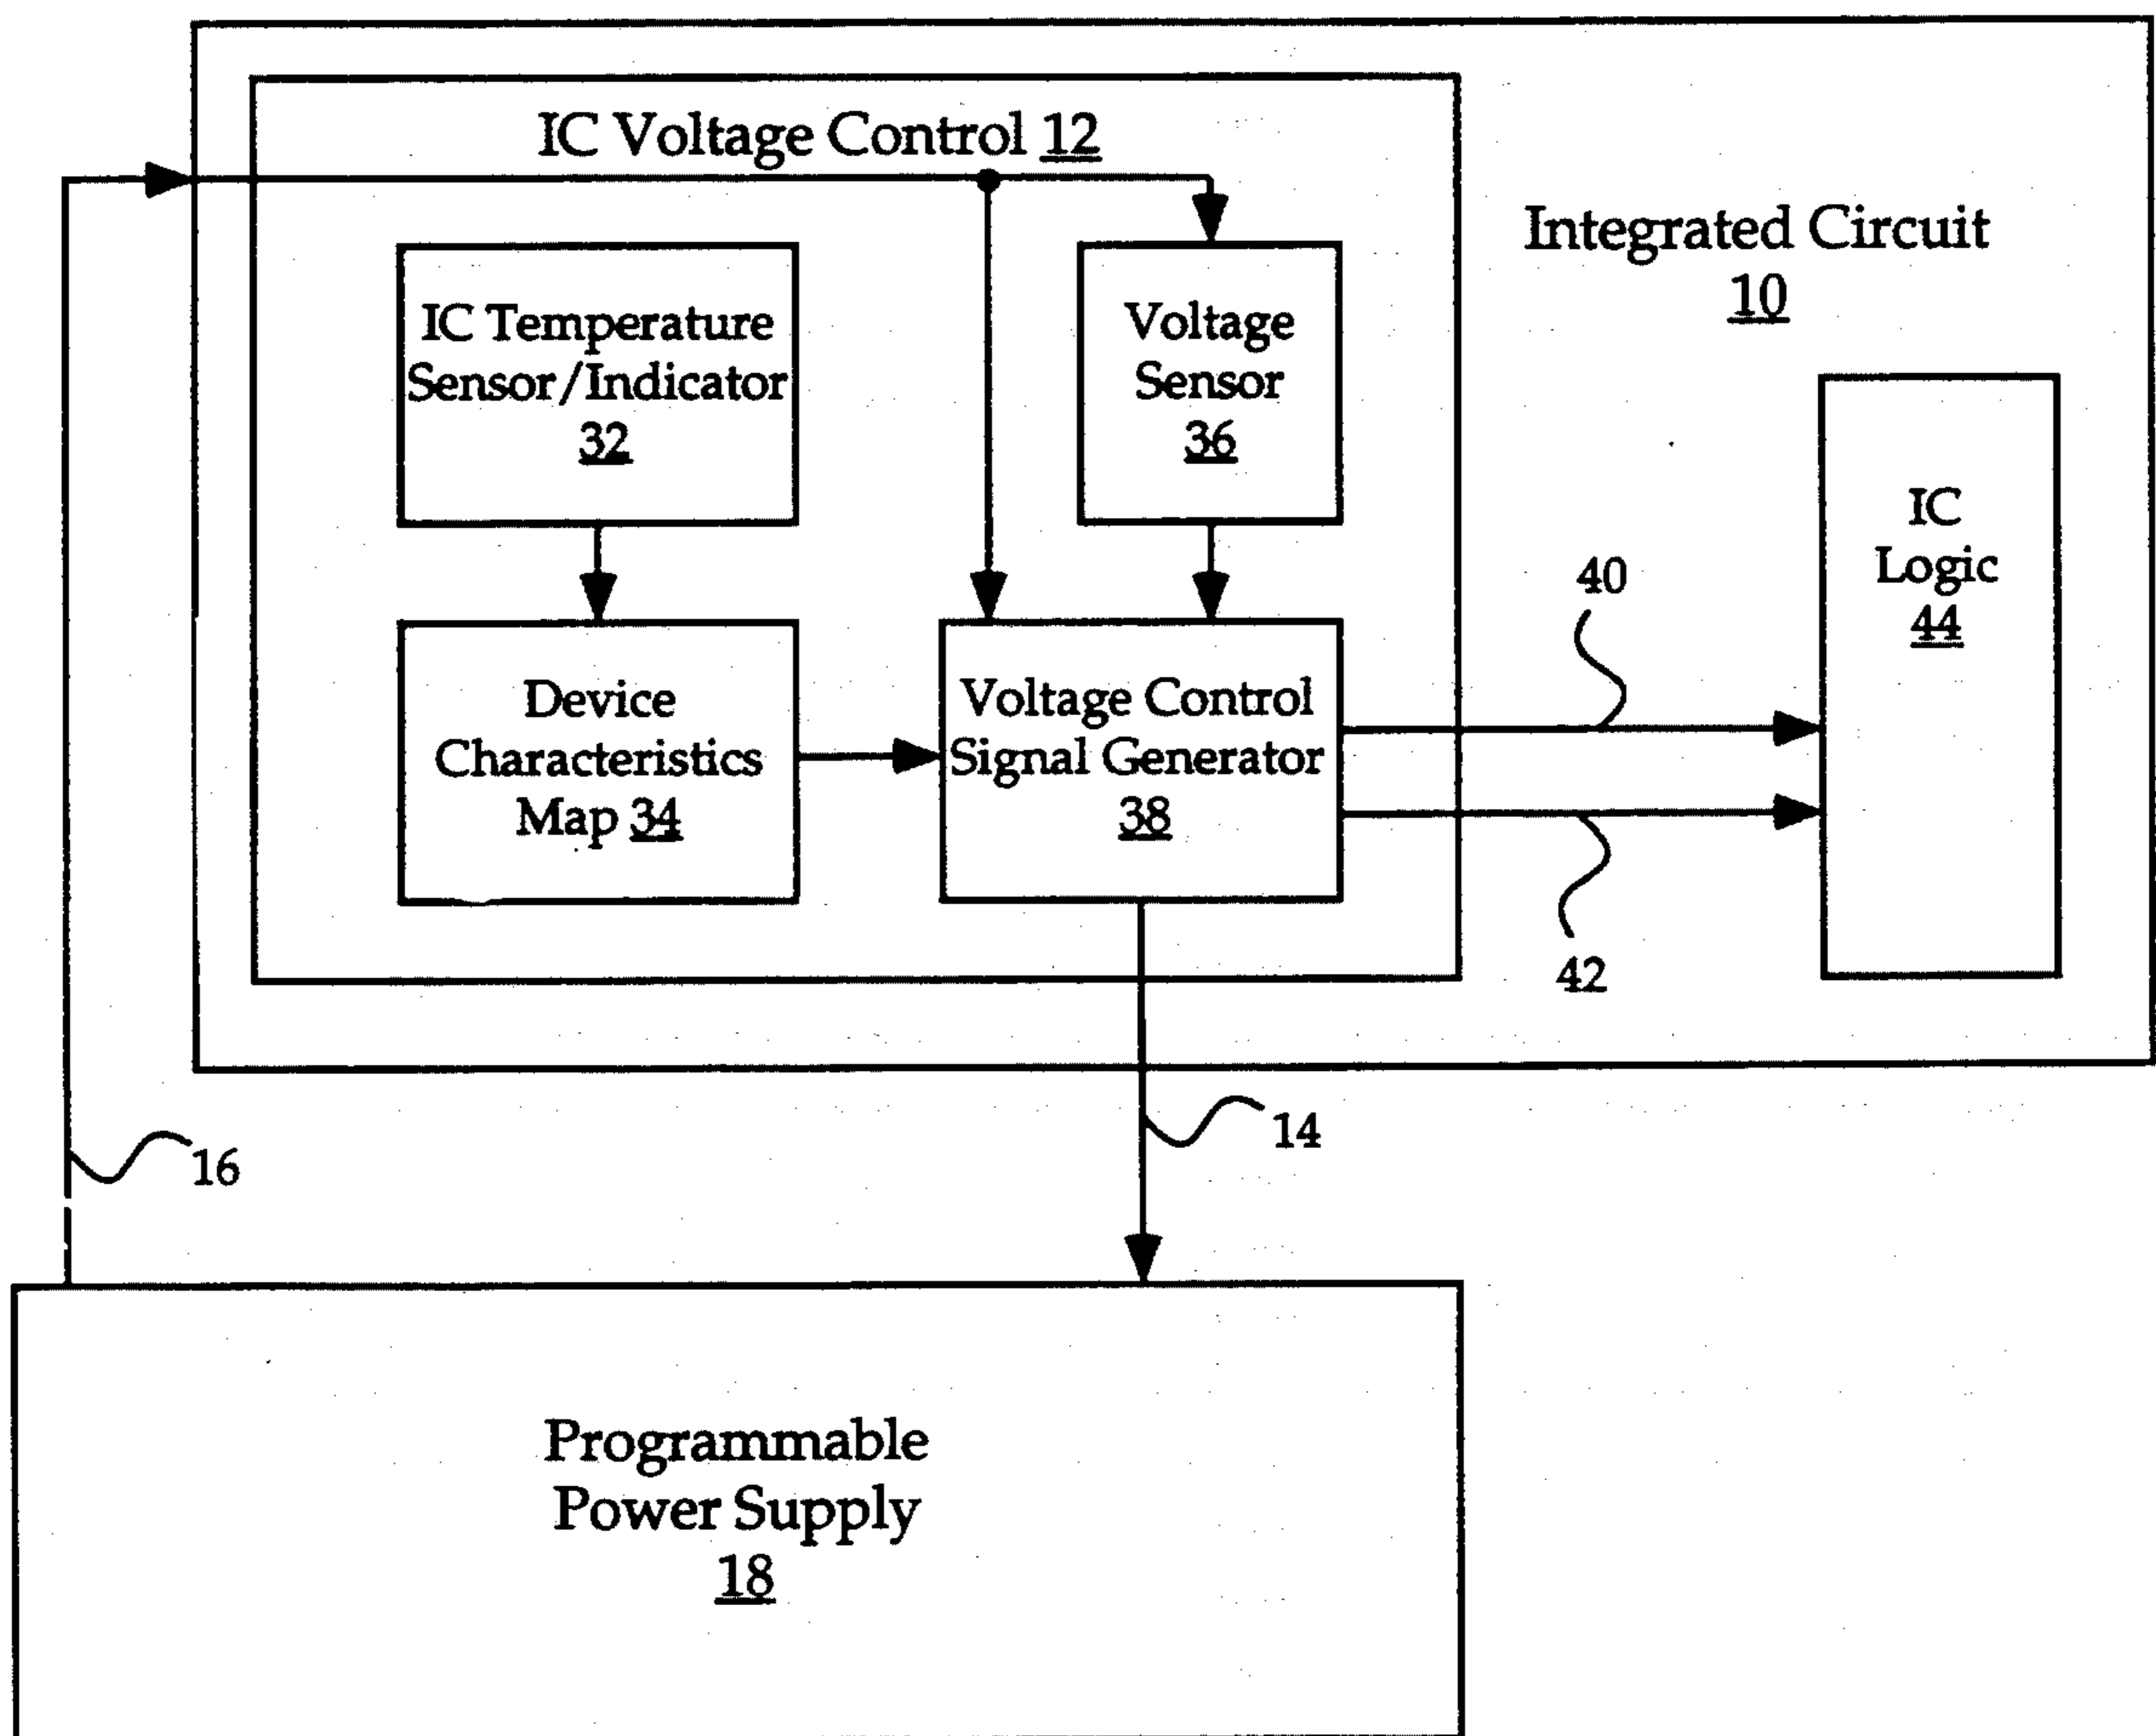 IC Voltage Control 12
Integrated Circuit
10
IC Temperature
Sensor/Indicator
32
Voltage
Sensor
36
IC
Logic
44
40
Device
Characteristics
Map 34
Voltage Control
Signal Generator
38
42
14
16
Programmable
Power Supply
18